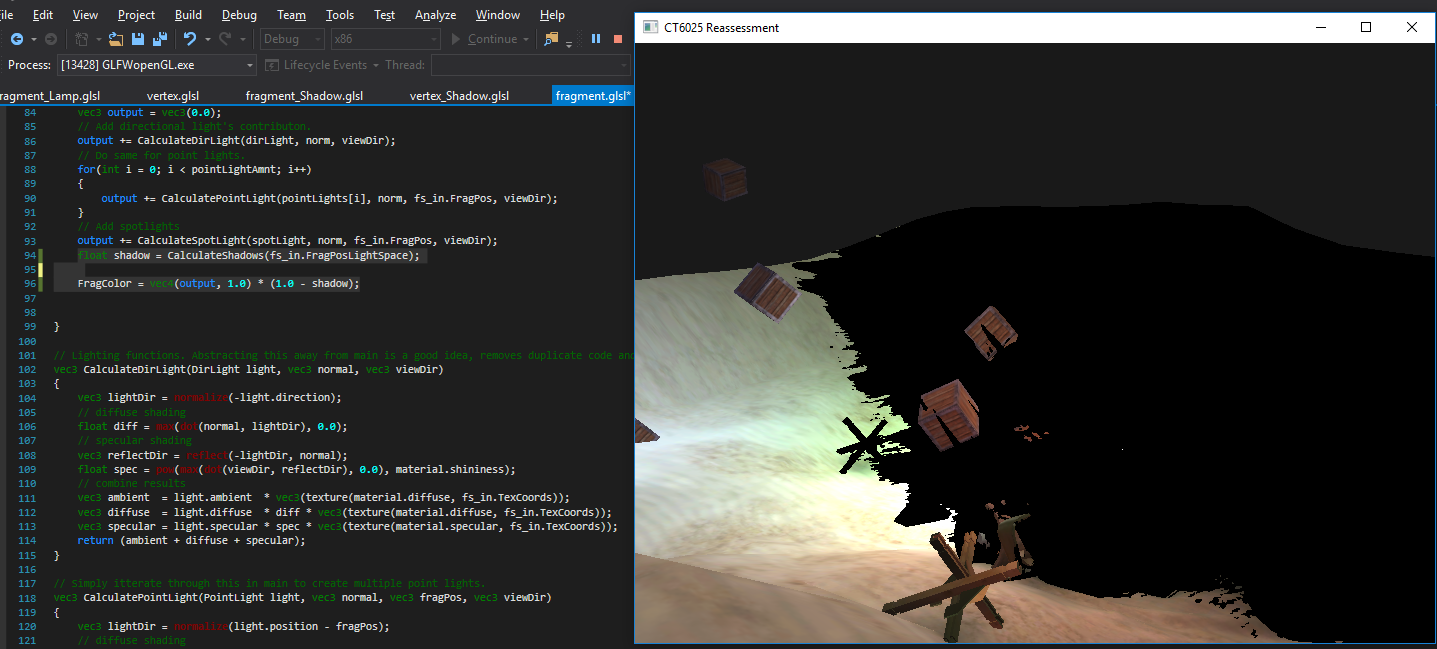 ile Edit View Project Build Debug Team Tools Test Analyze Window Help
CT6025 Reassessment
Debug x86 Continue
Process: [13428] GLFWopenGL.exe Lifecycle Events Thread:
ragment_Lamp.glsl vertex.glsl fragment_Shadow.glsl vertex_Shadow.glsl fragment.glsl*
84 vec3 output = vec3(0.0);
85 // Add directional light's contributon.
86 output += CalculateDirLight(dirLight, norm, viewDir);
87 // Do same for point lights.
88 for(int i = 0; i < pointLightAmnt; i++)
89 {
90 output += CalculatePointLight(pointLights[i], norm, fs_in.FragPos, viewDir);
91 }
92 // Add spotlights
93 output += CalculateSpotLight(spotLight, norm, fs_in.FragPos, viewDir);
94 float shadow = CalculateShadows(fs_in.FragPosLightSpace);
95
96 FragColor = vec4(output, 1.0) * (1.0 - shadow);
97
98
99 }
100
101 // Lighting functions. Abstracting this away from main is a good idea, removes duplicate code and
102 vec3 CalculateDirLight(DirLight light, vec3 normal, vec3 viewDir)
103 {
104 vec3 lightDir = normalize(-light.direction);
105 // diffuse shading
106 float diff = max(dot(normal, lightDir), 0.0);
107 // specular shading
108 vec3 reflectDir = reflect(-lightDir, normal);
109 float spec = pow(max(dot(viewDir, reflectDir), 0.0), material.shininess);
110 // combine results
111 vec3 ambient = light.ambient * vec3(texture(material.diffuse, fs_in.TexCoords));
112 vec3 diffuse = light.diffuse * diff * vec3(texture(material.diffuse, fs_in.TexCoords));
113 vec3 specular = light.specular * spec * vec3(texture(material.specular, fs_in.TexCoords));
114 return (ambient + diffuse + specular);
115 }
116
117 // Simply itterate through this in main to create multiple point lights.
118 vec3 CalculatePointLight(PointLight light, vec3 normal, vec3 fragPos, vec3 viewDir)
119 {
120 vec3 lightDir = normalize(light.position - fragPos);
121 // diffuse shading